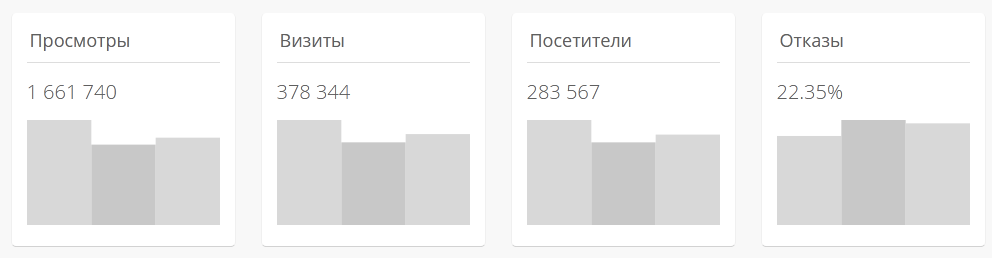 Просмотры
1 661 740
Визиты
378 344
Посетители
283 567
Отказы
22.35%